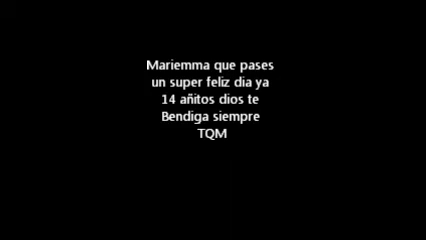 Mariemma que pases
un super feliz dia ya
14 añitos dios te
Bendiga siempre
TQM